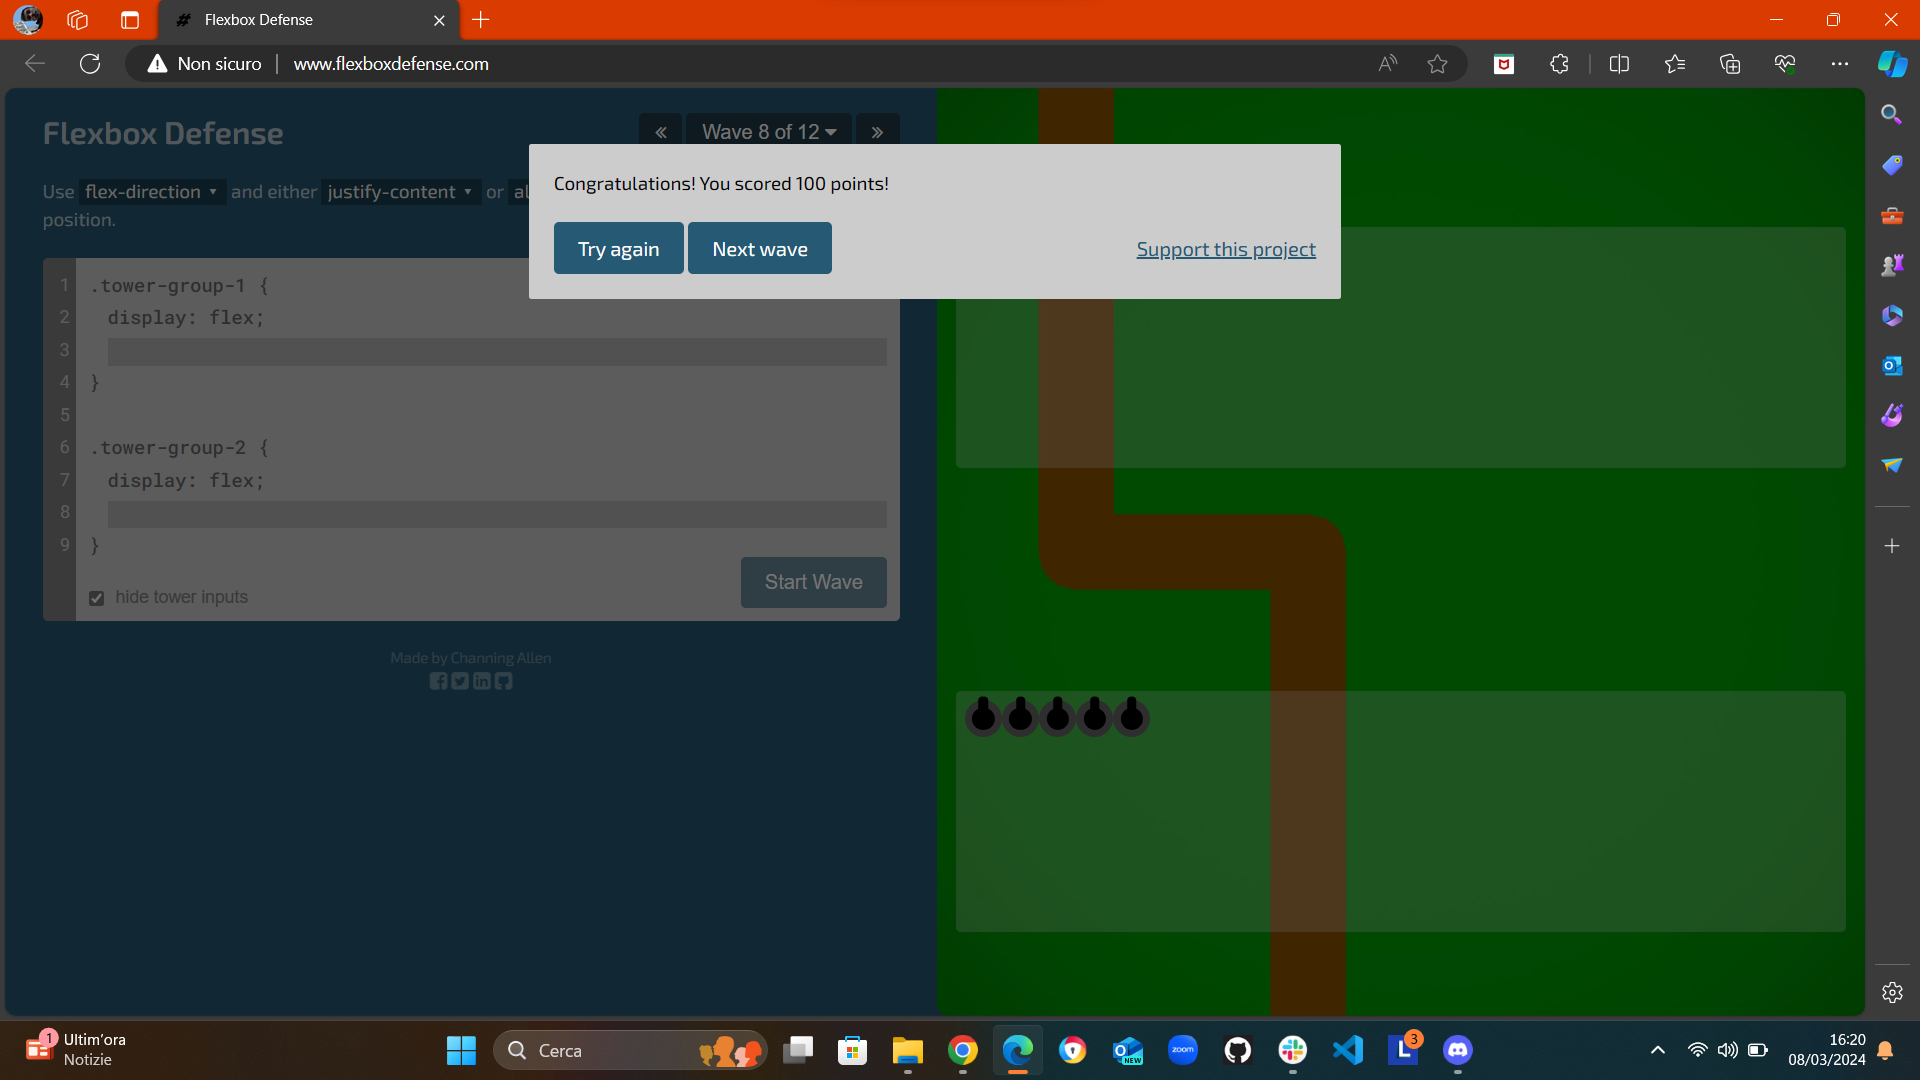 Flexbox Defense
Non sicuro | www.flexboxdefense.com
Flexbox Defense
« Wave 8 of 12 »
Use flex-direction and either justify-content or al
position.
Congratulations! You scored 100 points!
Try again Next wave Support this project
1 .tower-group-1 {
2 display: flex;
3
4 }
5
6 .tower-group-2 {
7 display: flex;
8
9 }
hide tower inputs Start Wave
Made by Channing Allen
1 Ultim'ora
Notizie
Cerca
NEW
zoom
L 3
16:20
08/03/2024